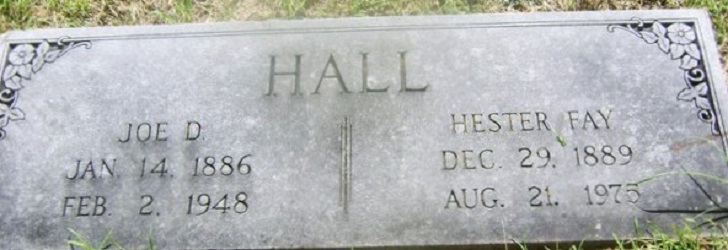 HALL
JOE D.
JAN. 14, 1886
FEB. 2, 1948
HESTER FAY
DEC. 29, 1889
AUG. 21, 1975